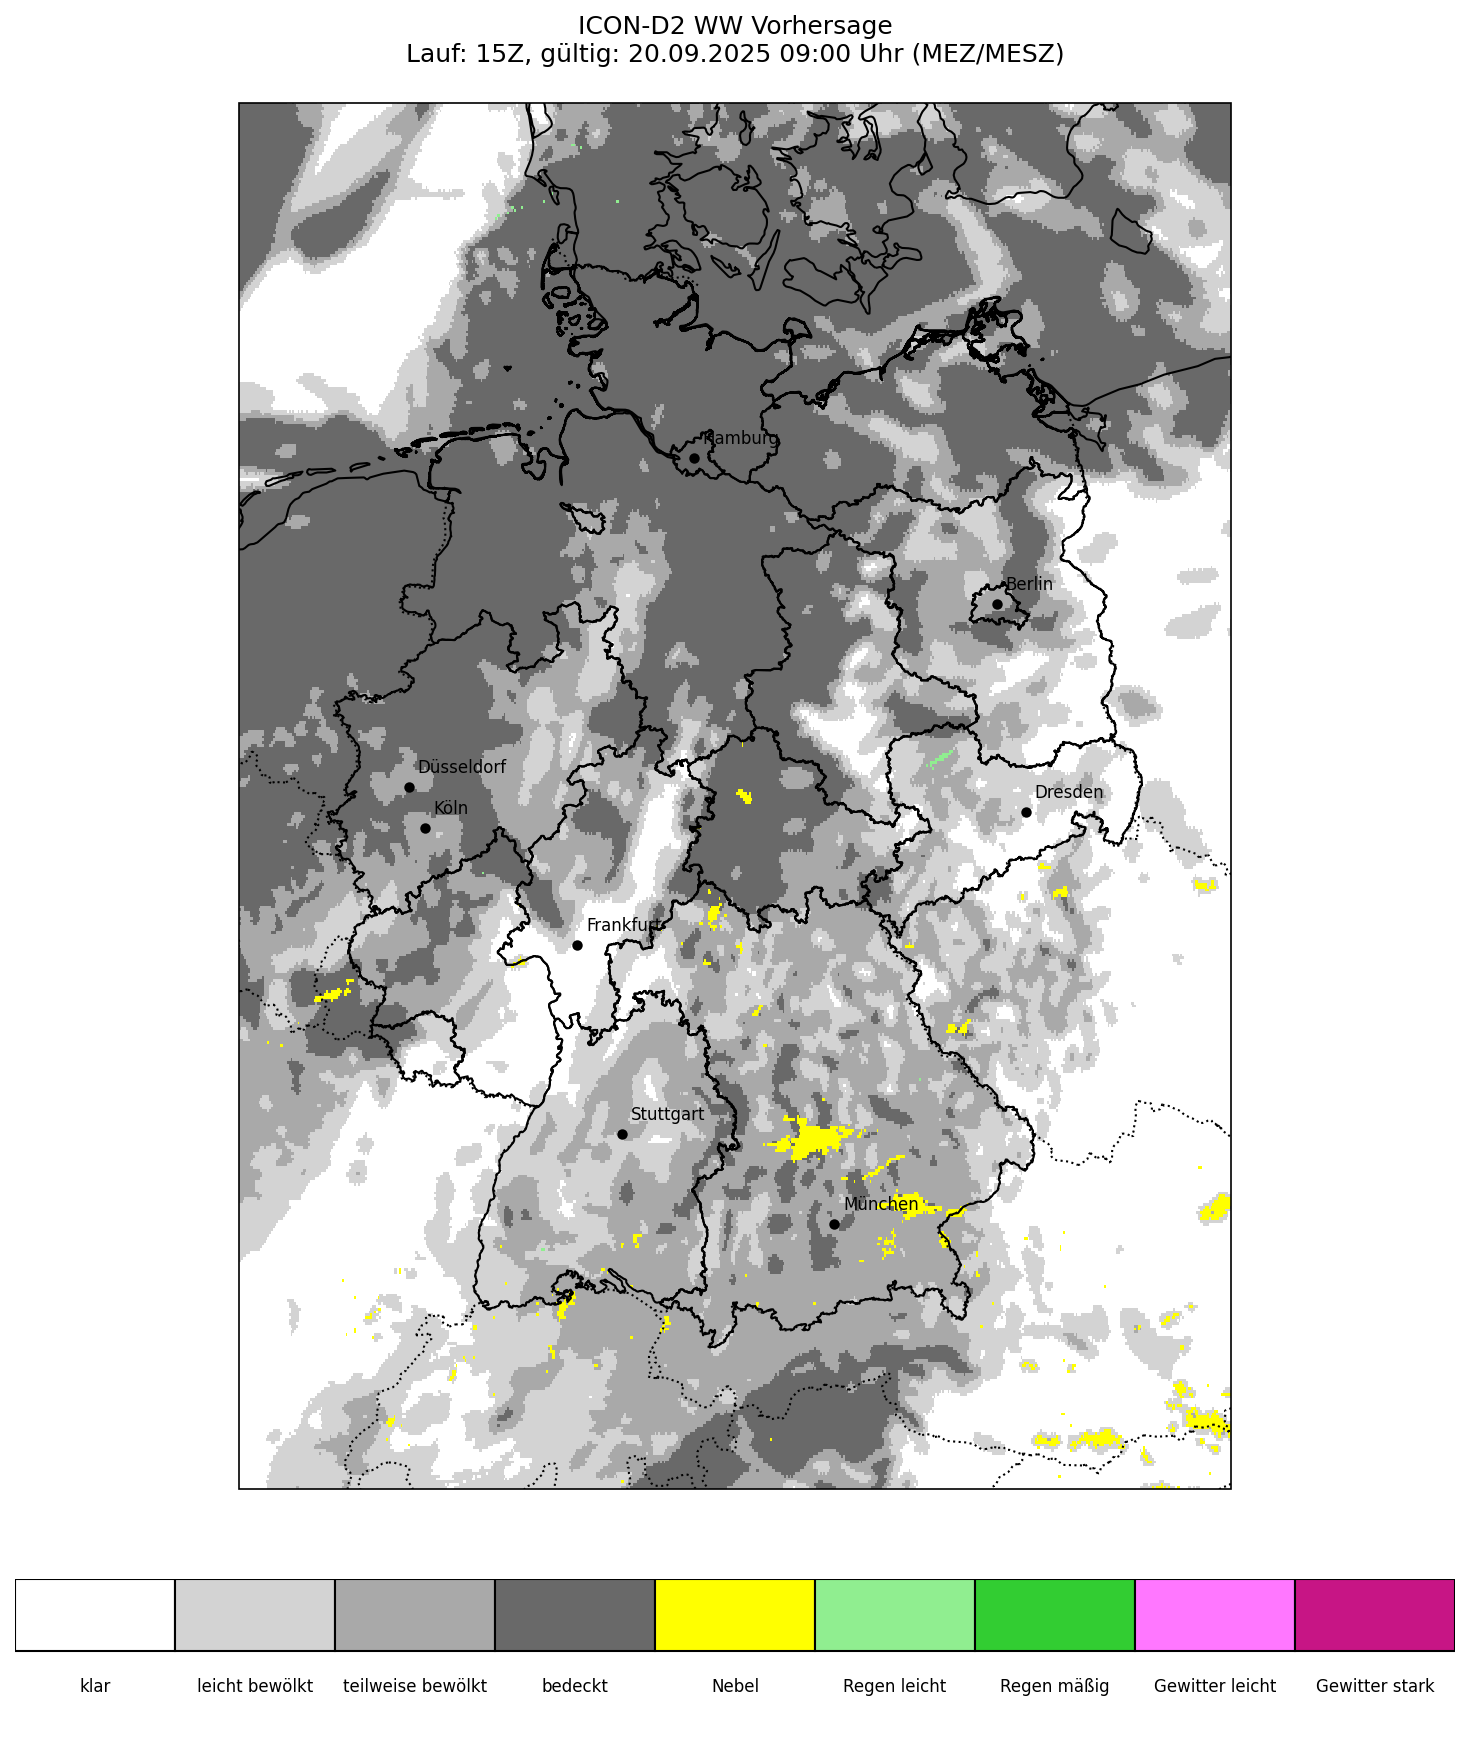 ICON-D2 WW Vorhersage
Lauf: 15Z, gültig: 20.09.2025 09:00 Uhr (MEZ/MESZ)
Hamburg
Berlin
Düsseldorf
Köln
Dresden
Frankfurt
Stuttgart
München
klar
leicht bewölkt
teilweise bewölkt
bedeckt
Nebel
Regen leicht
Regen mäßig
Gewitter leicht
Gewitter stark